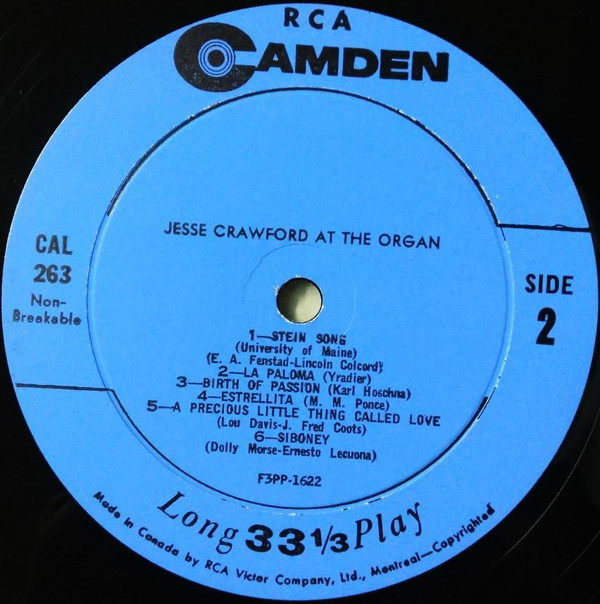 RCA
CAMDEN
JESSE CRAWFORD AT THE ORGAN
CAL
263
Non-
Breakable
SIDE
2
1—STEIN SONG
(University of Maine)
(E. A. Fenstad-Lincoln Colcord)
2—LA PALOMA (Yradier)
3—BIRTH OF PASSION (Karl Hoschna)
4—ESTRELLITA (M. M. Ponce)
5—A PRECIOUS LITTLE THING CALLED LOVE
(Lou Davis-J. Fred Coots)
6—SIBONEY
(Dolly Morse-Ernesto Lecuona)
F3PP-1622
Long 33 1/3 Play
Made in Canada by RCA Victor Company, Ltd., Montreal—Copyrighted